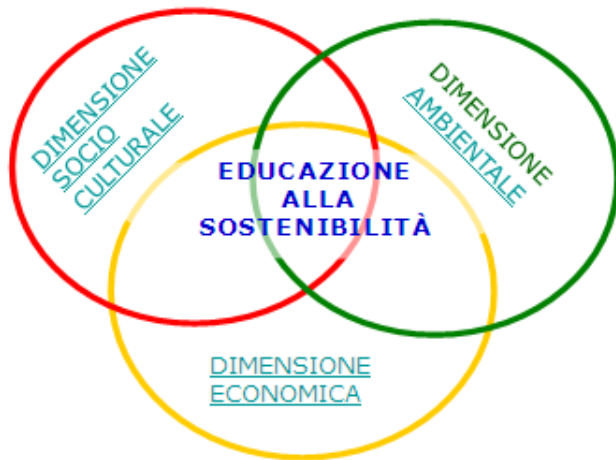 DIMENSIONE
SOCIO
CULTURALE
DIMENSIONE
AMBIENTALE
EDUCAZIONE
ALLA
SOSTENIBILITÀ
DIMENSIONE
ECONOMICA